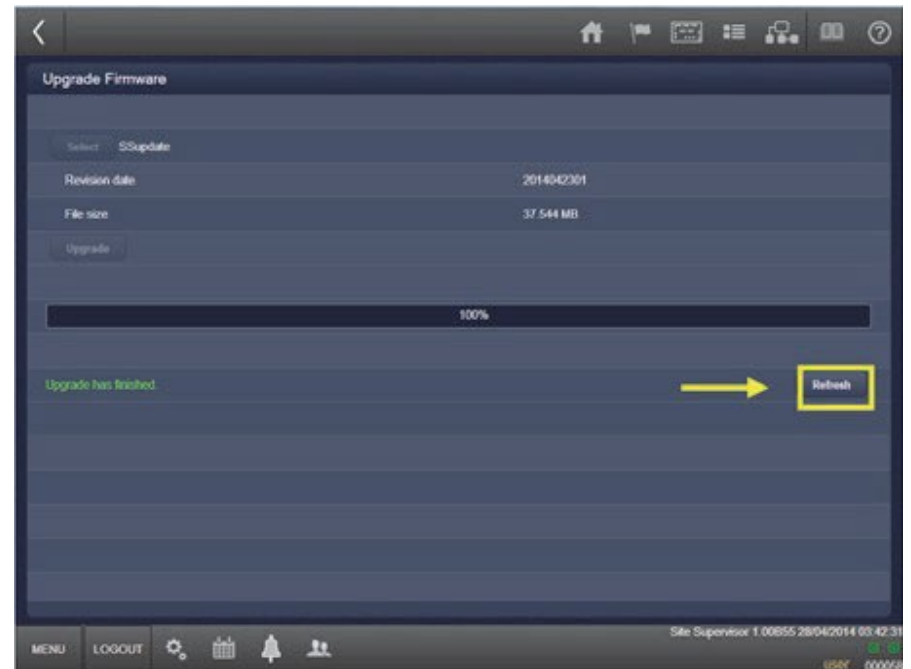 Upgrade Firmware
Select SSupdate
Revision date 2014042301
File size 37.544 MB
Upgrade
100%
Upgrade has finished. Refresh
Site Supervisor 1.00B55 28/04/2014 03:42:31
MENU LOGOUT
user 000058